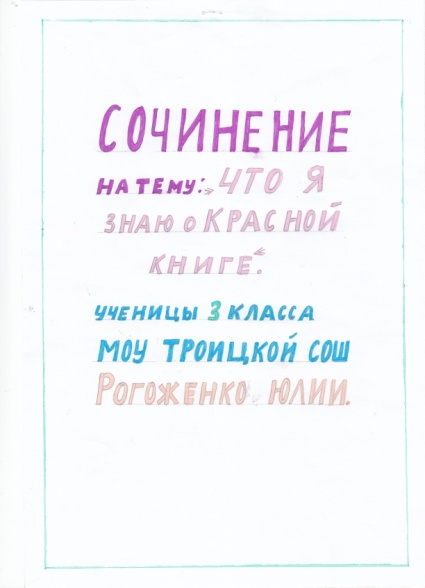 СОЧИНЕНИЕ
НА ТЕМУ: „ЧТО Я
ЗНАЮ О КРАСНОЙ
КНИГЕ“.
УЧЕНИЦЫ 3 КЛАССА
МОУ ТРОИЦКОЙ СОШ
РОГОЖЕНКО ЮЛИИ.